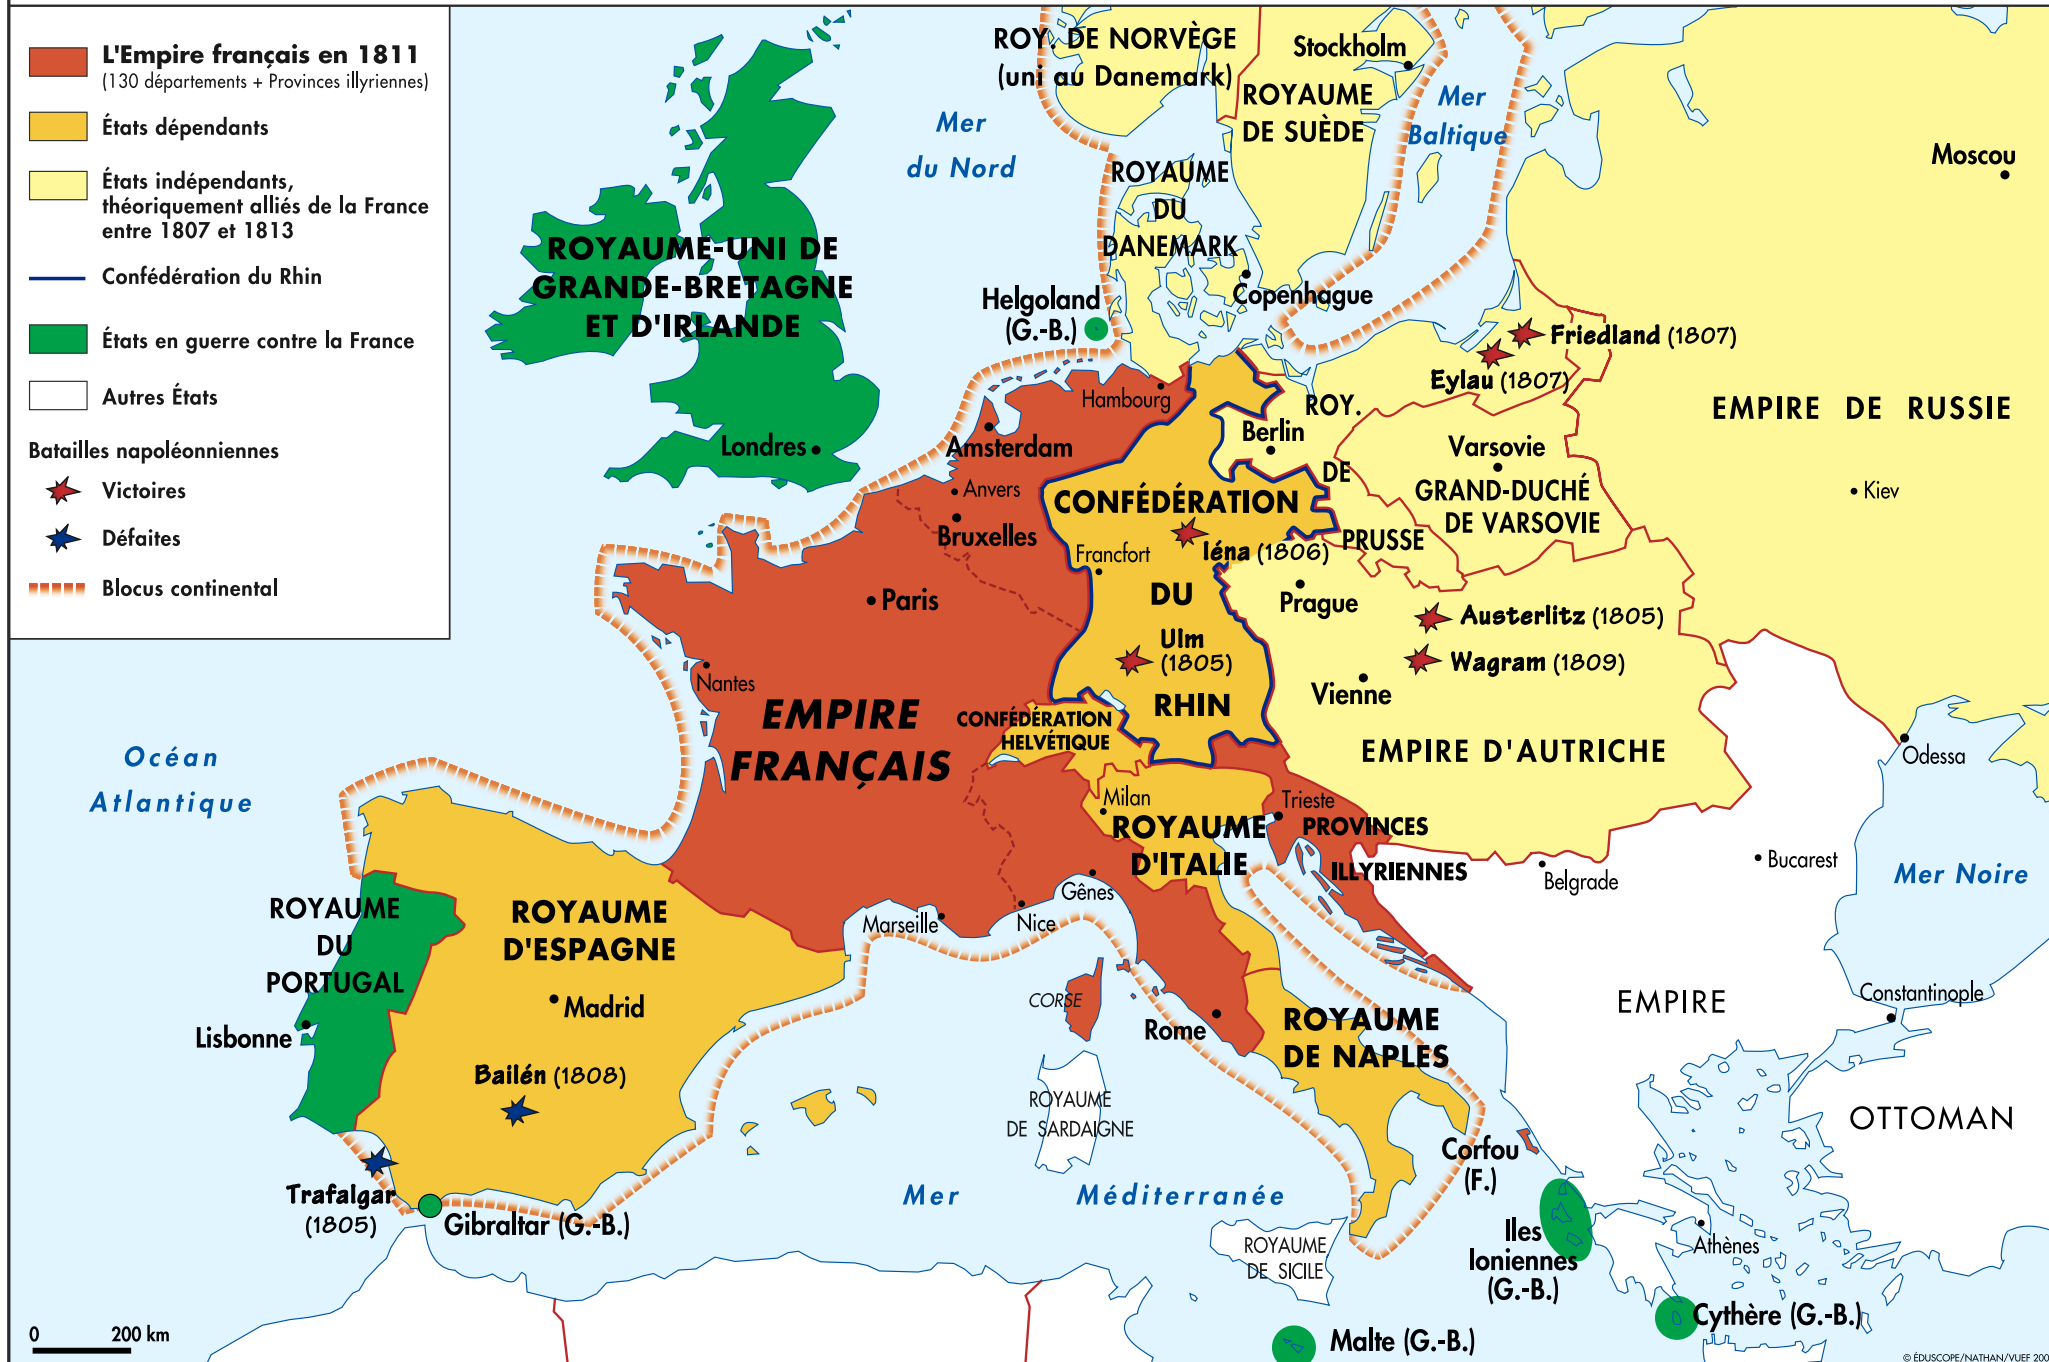 L'Empire français en 1811
(130 départements + Provinces illyriennes)
États dépendants
États indépendants,
théoriquement alliés de la France
entre 1807 et 1813
Confédération du Rhin
États en guerre contre la France
Autres États
Batailles napoléonniennes
Victoires
Défaites
Blocus continental
ROY. DE NORVÈGE
(uni au Danemark)
Stockholm
ROYAUME
DE SUÈDE
Mer
Baltique
Mer
du Nord
Moscou
ROYAUME
DU
DANEMARK
Copenhague
ROYAUME-UNI DE
GRANDE-BRETAGNE
ET D'IRLANDE
Londres
Helgoland
(G.-B.)
Friedland (1807)
Eylau (1807)
Hambourg
ROY.
DE
PRUSSE
Berlin
EMPIRE DE RUSSIE
Varsovie
GRAND-DUCHÉ
DE VARSOVIE
Kiev
Amsterdam
Anvers
Bruxelles
CONFÉDÉRATION
DU
RHIN
Francfort
Iéna (1806)
Ulm
(1805)
Paris
Prague
Austerlitz (1805)
Wagram (1809)
Vienne
EMPIRE D'AUTRICHE
Nantes
EMPIRE
FRANÇAIS
CONFÉDÉRATION
HELVÉTIQUE
Odessa
Océan
Atlantique
Milan
ROYAUME
D'ITALIE
Trieste
PROVINCES
ILLYRIENNES
Belgrade
Bucarest
Mer Noire
Gênes
Nice
Marseille
ROYAUME
DU
PORTUGAL
Lisbonne
ROYAUME
D'ESPAGNE
Madrid
Bailén (1808)
CORSE
Rome
ROYAUME
DE NAPLES
EMPIRE
OTTOMAN
Constantinople
ROYAUME
DE SARDAIGNE
Trafalgar
(1805)
Gibraltar (G.-B.)
Mer Méditerranée
Corfou
(F.)
ROYAUME
DE SICILE
Iles
Ioniennes
(G.-B.)
Athènes
Cythère (G.-B.)
Malte (G.-B.)
0 200 km
© ÉDUSCOPE/NATHAN/VUEF 200